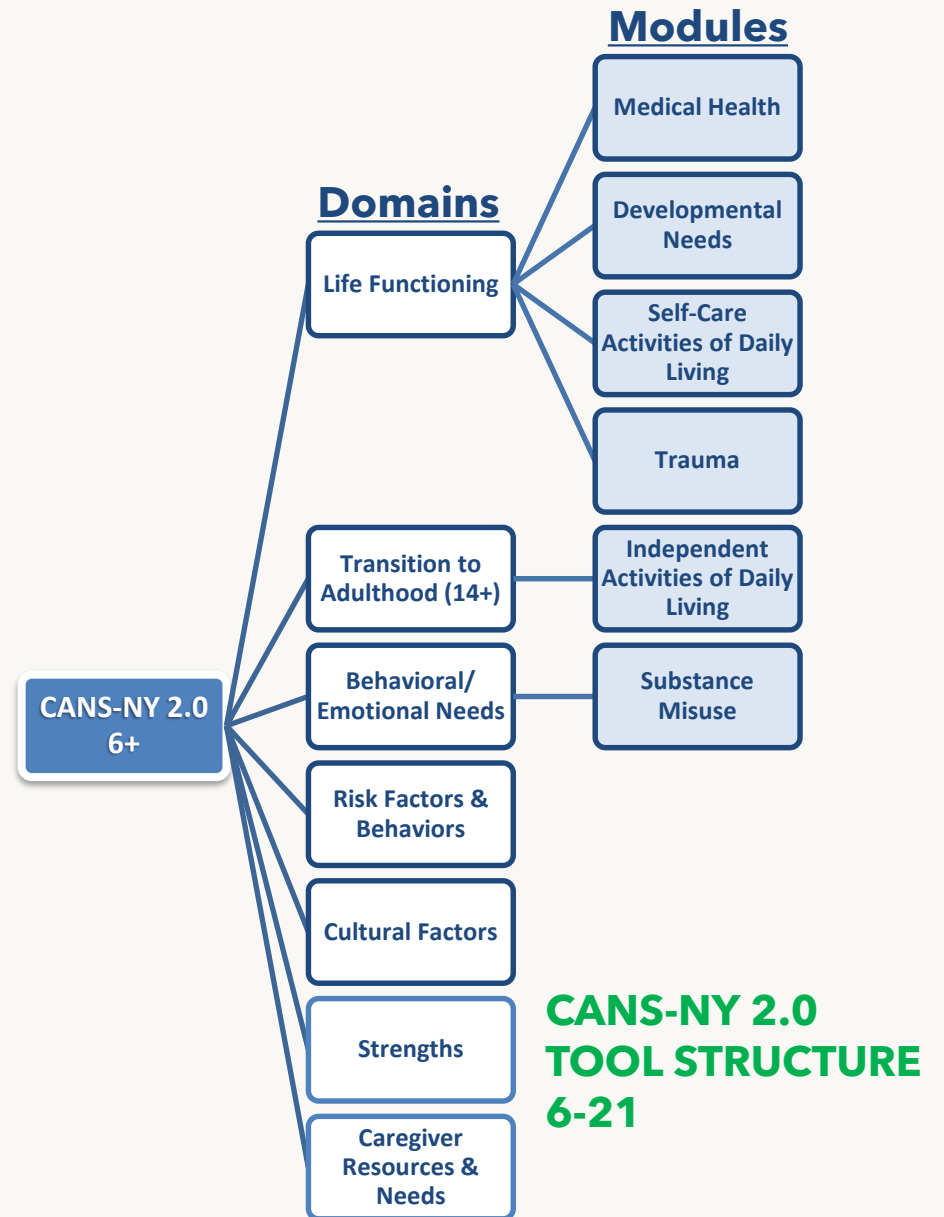 Modules
Medical Health
Domains
Developmental
Needs
Life Functioning
Self-Care
Activities of Daily
Living
Trauma
Transition to
Adulthood (14+)
Independent
Activities of Daily
Living
CANS-NY 2.0
6+
Behavioral/
Emotional Needs
Substance
Misuse
Risk Factors &
Behaviors
Cultural Factors
Strengths
CANS-NY 2.0
TOOL STRUCTURE
6-21
Caregiver
Resources &
Needs